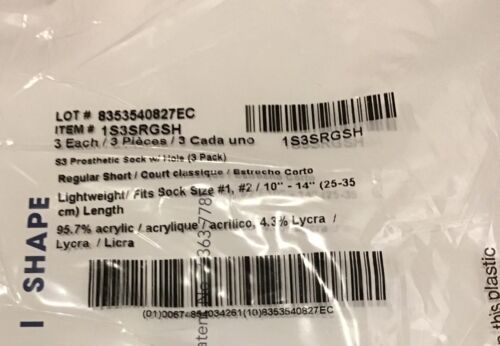 LOT # 8353540827EC
ITEM # 1S3SRGSH
3 Each / 3 Pièces / 3 Cada uno
1S3SRGSH
S3 Prosthetic Sock w/ Hole (3 Pack)
Regular Short / Court classique / Estrecho Corto
Lightweight/ Fits Sock Size #1, #2 / 10" - 14" (25-35
cm) Length
95.7% acrylic / acrylique / acrílico, 4.3% Lycra /
Lycra / Licra
I SHAPE
this plastic